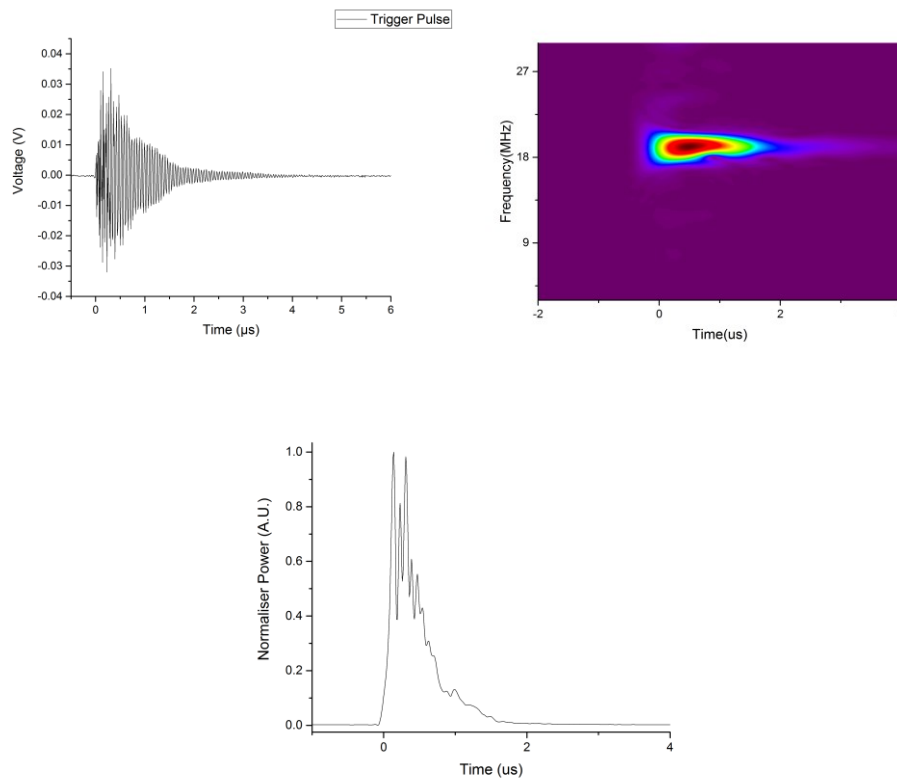 Trigger Pulse
0.04
0.03
0.02
0.01
0.00
-0.01
-0.02
-0.03
-0.04
Voltage (V)
0 1 2 3 4 5 6
Time (µs)
27
18
9
Frequency(MHz)
-2 0 2
Time(us)
1.0
0.8
0.6
0.4
0.2
0.0
Normaliser Power (A.U.)
0 2 4
Time (us)